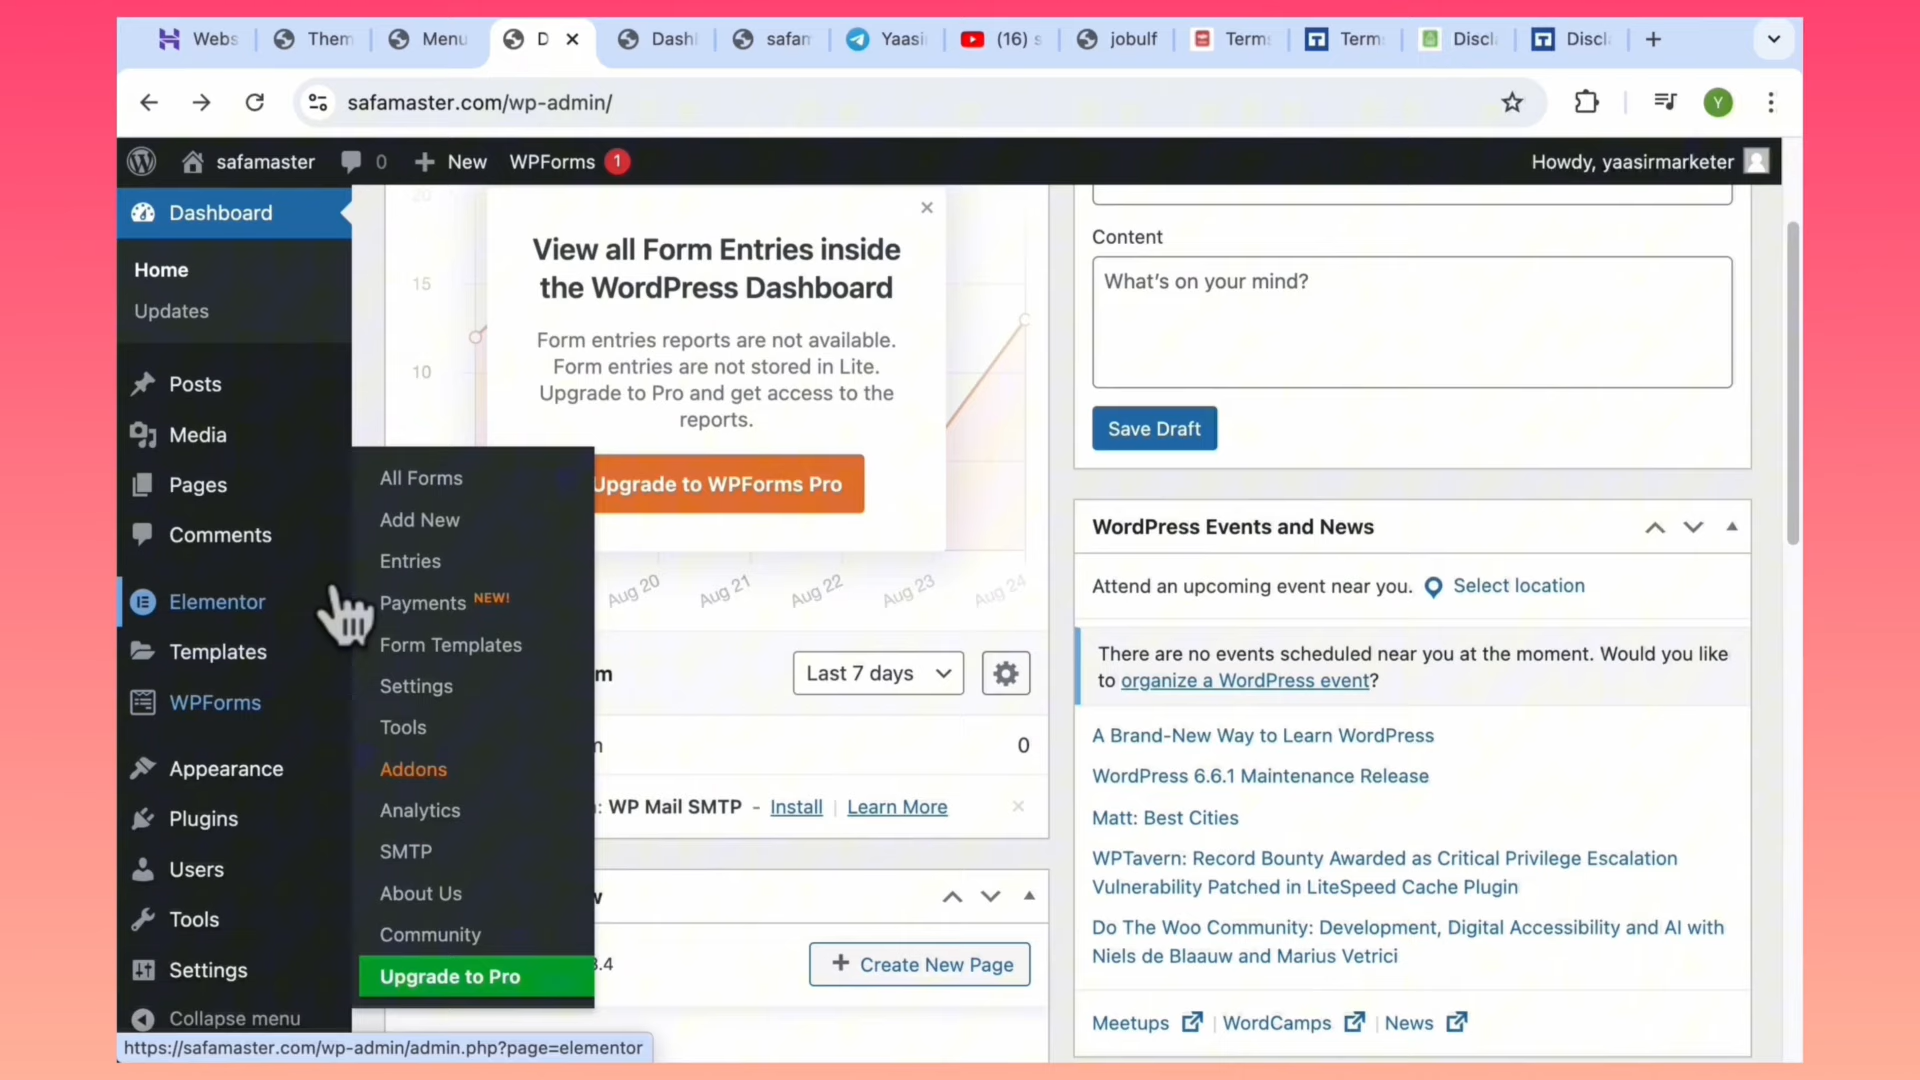 Webs
Them
Menu
D
Dashl
safam
Yaasi
(16) s
jobulf
Term
Term
Discl
Discl
safamaster.com/wp-admin/
Y
safamaster
0
New
WPForms
1
Howdy, yaasirmarketer
Dashboard
Home
Updates
Posts
Media
Pages
Comments
Elementor
Templates
WPForms
Appearance
Plugins
Users
Tools
Settings
Collapse menu
All Forms
Add New
Entries
Payments NEW!
Form Templates
Settings
Tools
Addons
Analytics
SMTP
About Us
Community
Upgrade to Pro
20
15
10
View all Form Entries inside
the WordPress Dashboard
Form entries reports are not available.
Form entries are not stored in Lite.
Upgrade to Pro and get access to the
reports.
Upgrade to WPForms Pro
Aug 20
Aug 21
Aug 22
Aug 23
Aug 24
m
Last 7 days
0
: WP Mail SMTP - Install | Learn More
.4
Create New Page
Content
What's on your mind?
Save Draft
WordPress Events and News
Attend an upcoming event near you.
Select location
There are no events scheduled near you at the moment. Would you like
to organize a WordPress event?
A Brand-New Way to Learn WordPress
WordPress 6.6.1 Maintenance Release
Matt: Best Cities
WPTavern: Record Bounty Awarded as Critical Privilege Escalation
Vulnerability Patched in LiteSpeed Cache Plugin
Do The Woo Community: Development, Digital Accessibility and AI with
Niels de Blaauw and Marius Vetrici
Meetups | WordCamps | News
https://safamaster.com/wp-admin/admin.php?page=elementor